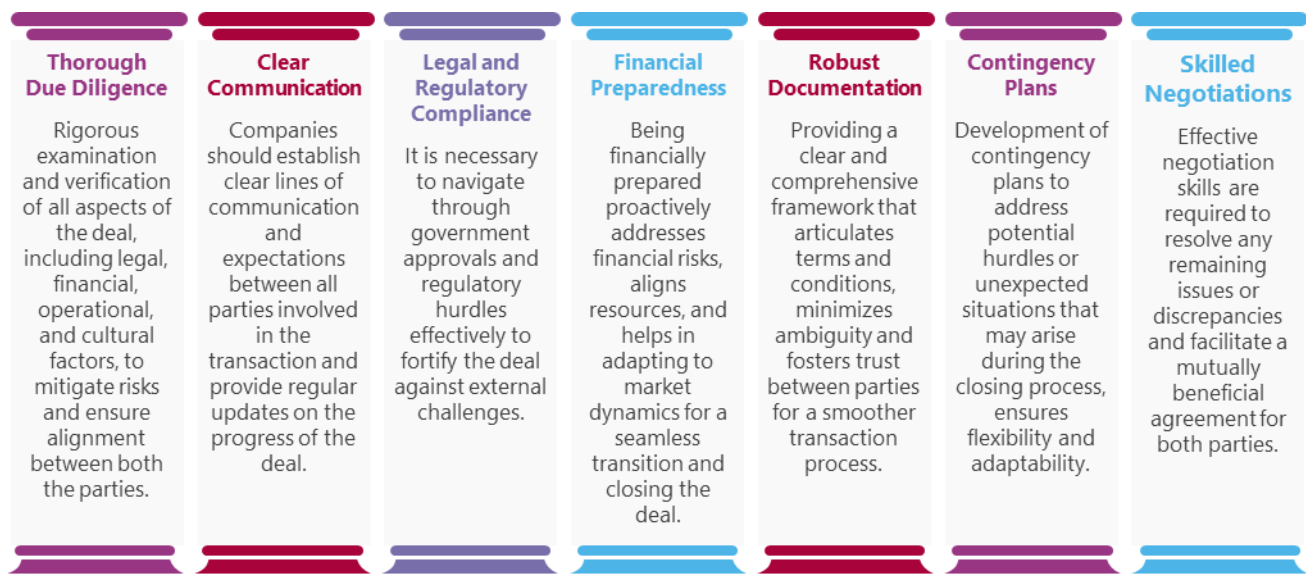 Thorough
Due Diligence
Rigorous
examination
and verification
of all aspects of
the deal,
including legal,
financial,
operational,
and cultural
factors, to
mitigate risks
and ensure
alignment
between both
the parties.
Clear
Communication
Companies
should establish
clear lines of
communication
and
expectations
between all
parties involved
in the
transaction and
provide regular
updates on the
progress of the
deal.
Legal and
Regulatory
Compliance
It is necessary
to navigate
through
government
approvals and
regulatory
hurdles
effectively to
fortify the deal
against external
challenges.
Financial
Preparedness
Being
financially
prepared
proactively
addresses
financial risks,
aligns
resources, and
helps in
adapting to
market
dynamics for a
seamless
transition and
closing the
deal.
Robust
Documentation
Providing a
clear and
comprehensive
framework that
articulates
terms and
conditions,
minimizes
ambiguity and
fosters trust
between parties
for a smoother
transaction
process.
Contingency
Plans
Development of
contingency
plans to
address
potential
hurdles or
unexpected
situations that
may arise
during the
closing process,
ensures
flexibility and
adaptability.
Skilled
Negotiations
Effective
negotiation
skills are
required to
resolve any
remaining
issues or
discrepancies
and facilitate a
mutually
beneficial
agreement for
both parties.